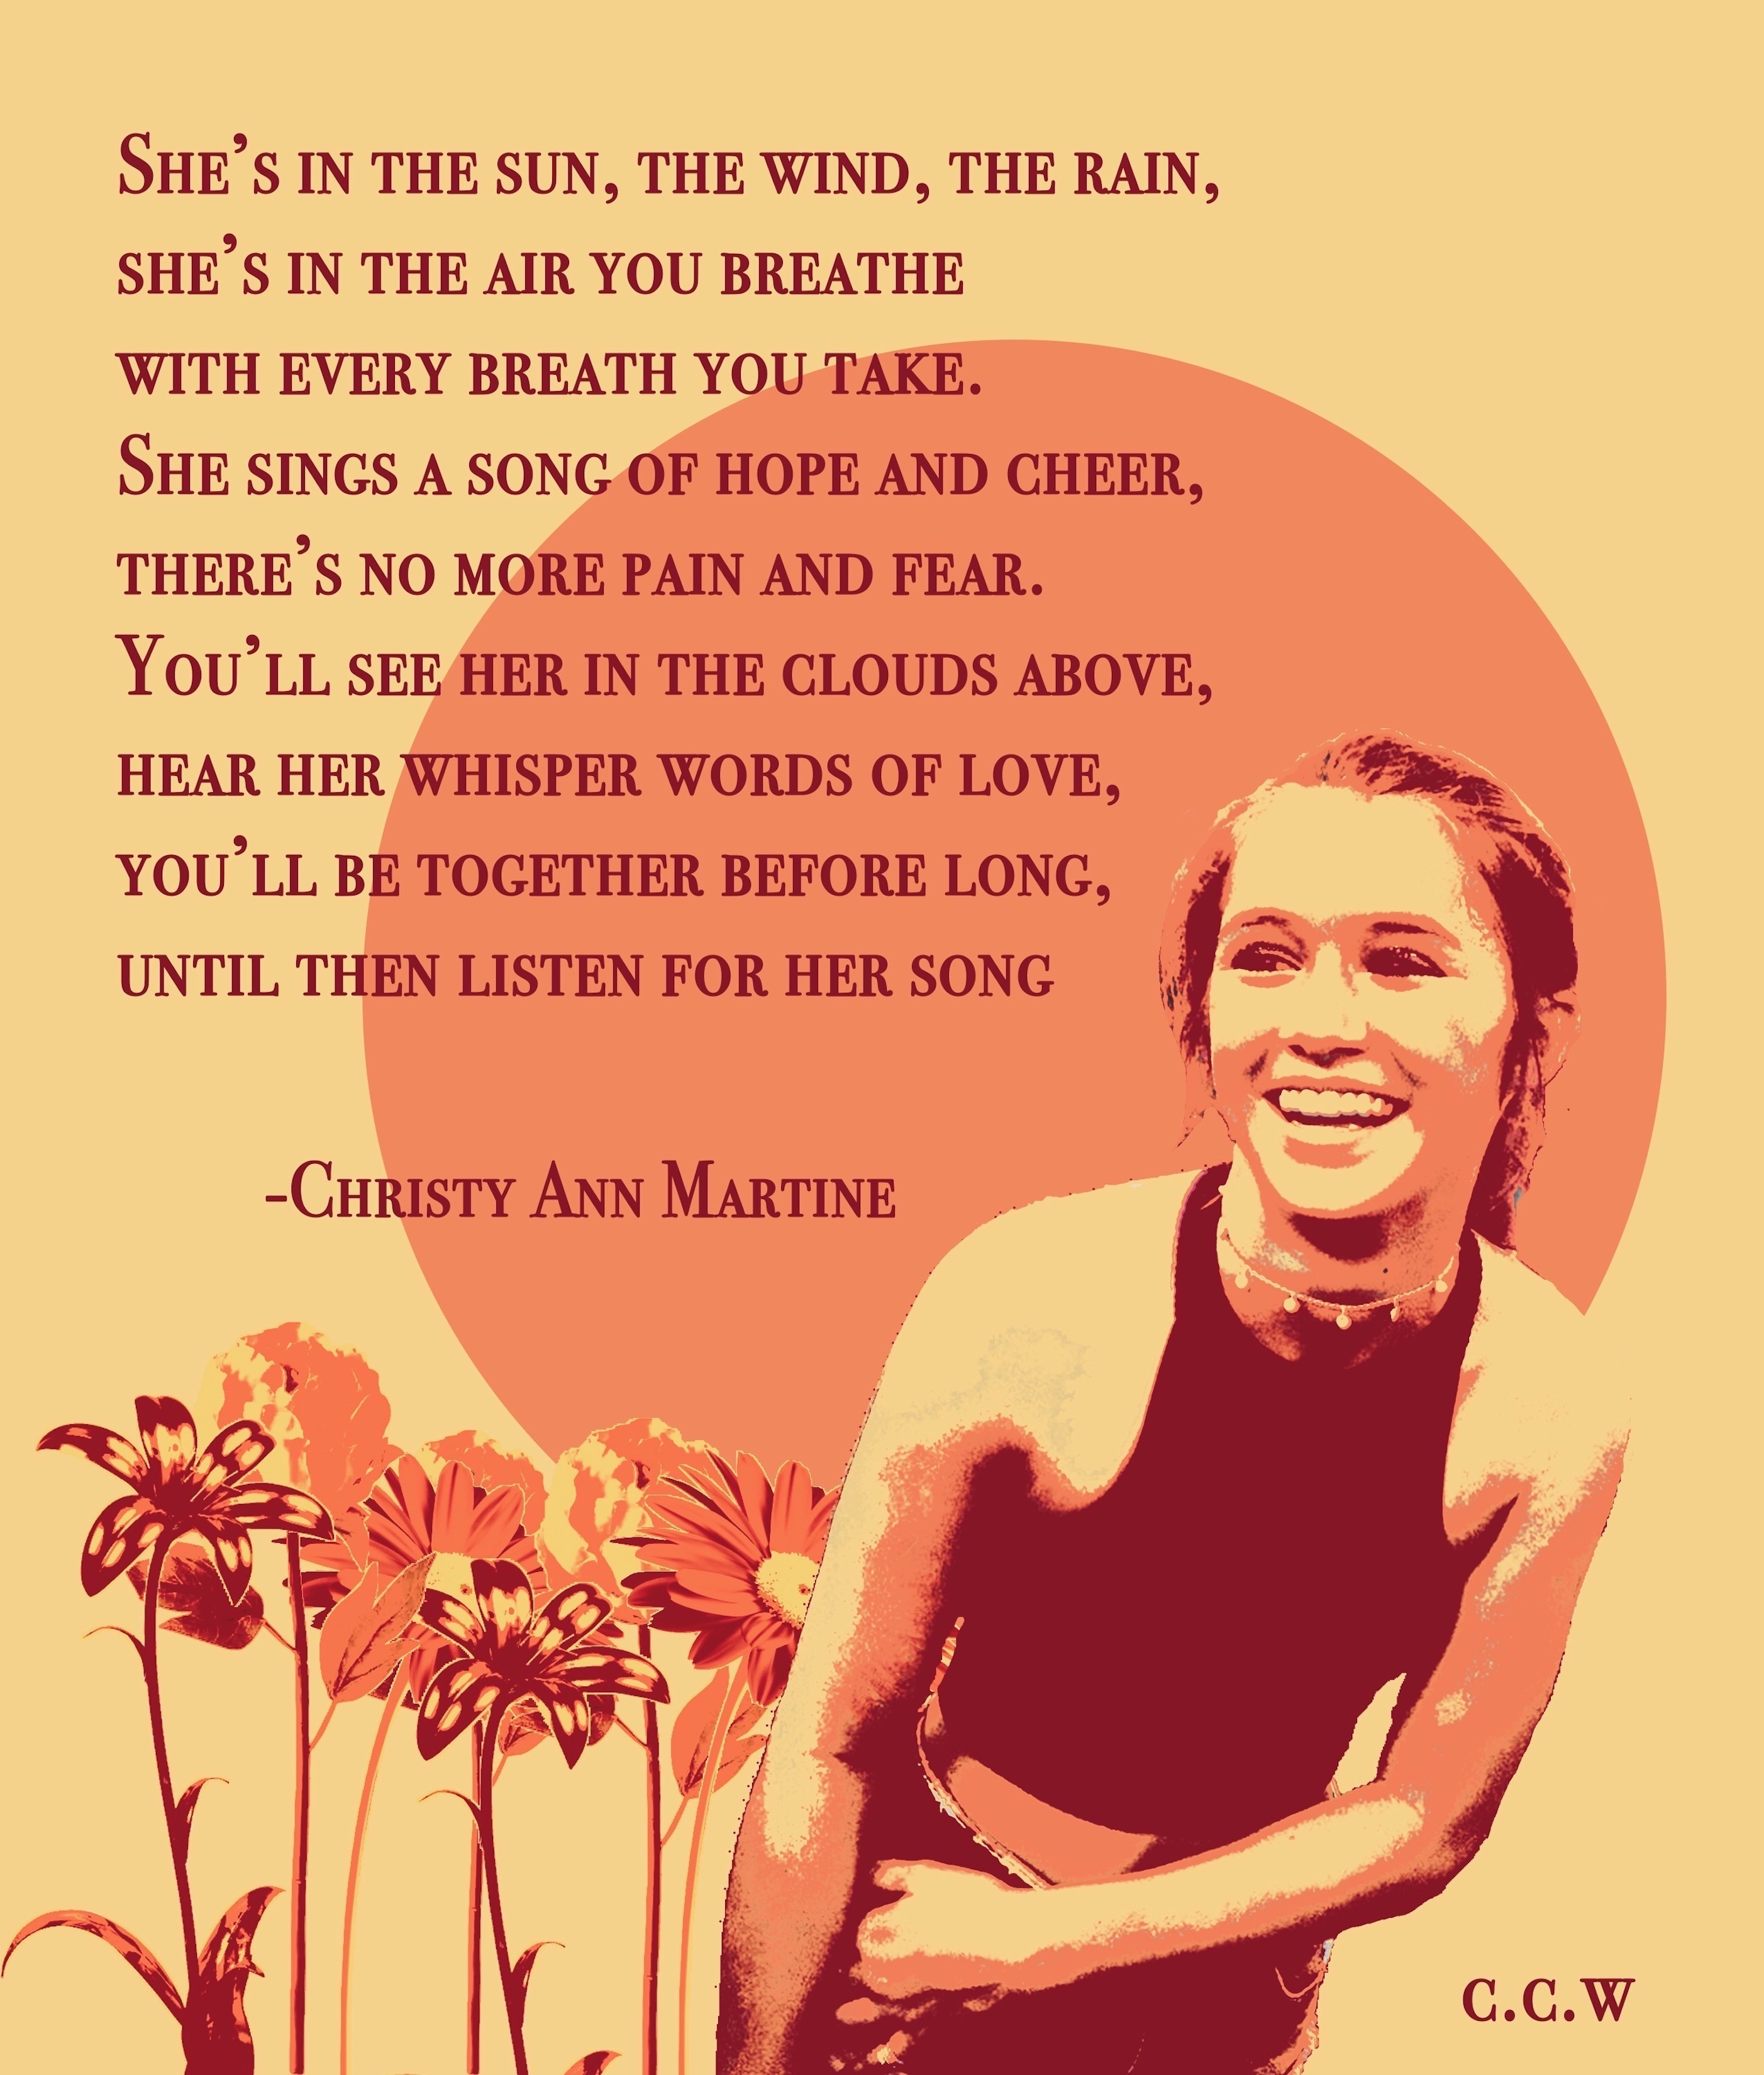 She's in the sun, the wind, the rain,
she's in the air you breathe
with every breath you take.
She sings a song of hope and cheer,
there's no more pain and fear.
You'll see her in the clouds above,
hear her whisper words of love,
you'll be together before long,
until then listen for her song
-Christy Ann Martine
c.c.w